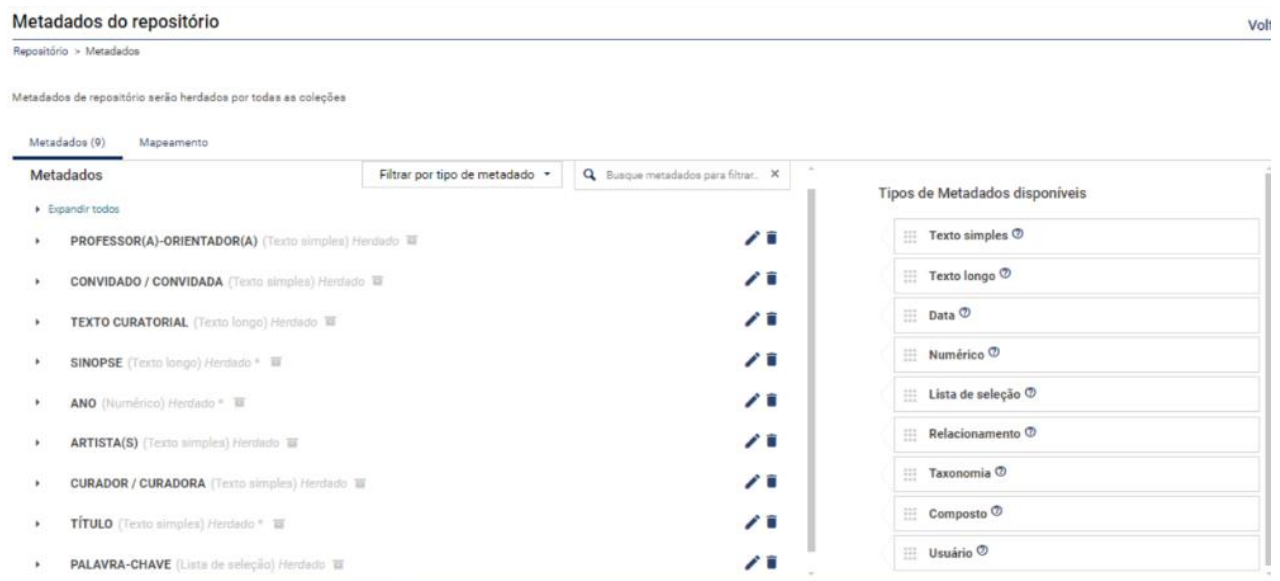 Metadados do repositório
Volt
Repositório > Metadados
Metadados de repositório serão herdados por todas as coleções
Metadados (9)
Mapeamento
Metadados
Filtrar por tipo de metadado
Busque metadados para filtrar..
Expandir todos
PROFESSOR(A)-ORIENTADOR(A) (Texto simples) Herdado
CONVIDADO / CONVIDADA (Texto simples) Herdado
TEXTO CURATORIAL (Texto longo) Herdado
SINOPSE (Texto longo) Herdado *
ANO (Numérico) Herdado *
ARTISTA(S) (Texto simples) Herdado
CURADOR / CURADORA (Texto simples) Herdado
TÍTULO (Texto simples) Herdado *
PALAVRA-CHAVE (Lista de seleção) Herdado
Tipos de Metadados disponíveis
Texto simples
Texto longo
Data
Numérico
Lista de seleção
Relacionamento
Taxonomia
Composto
Usuário